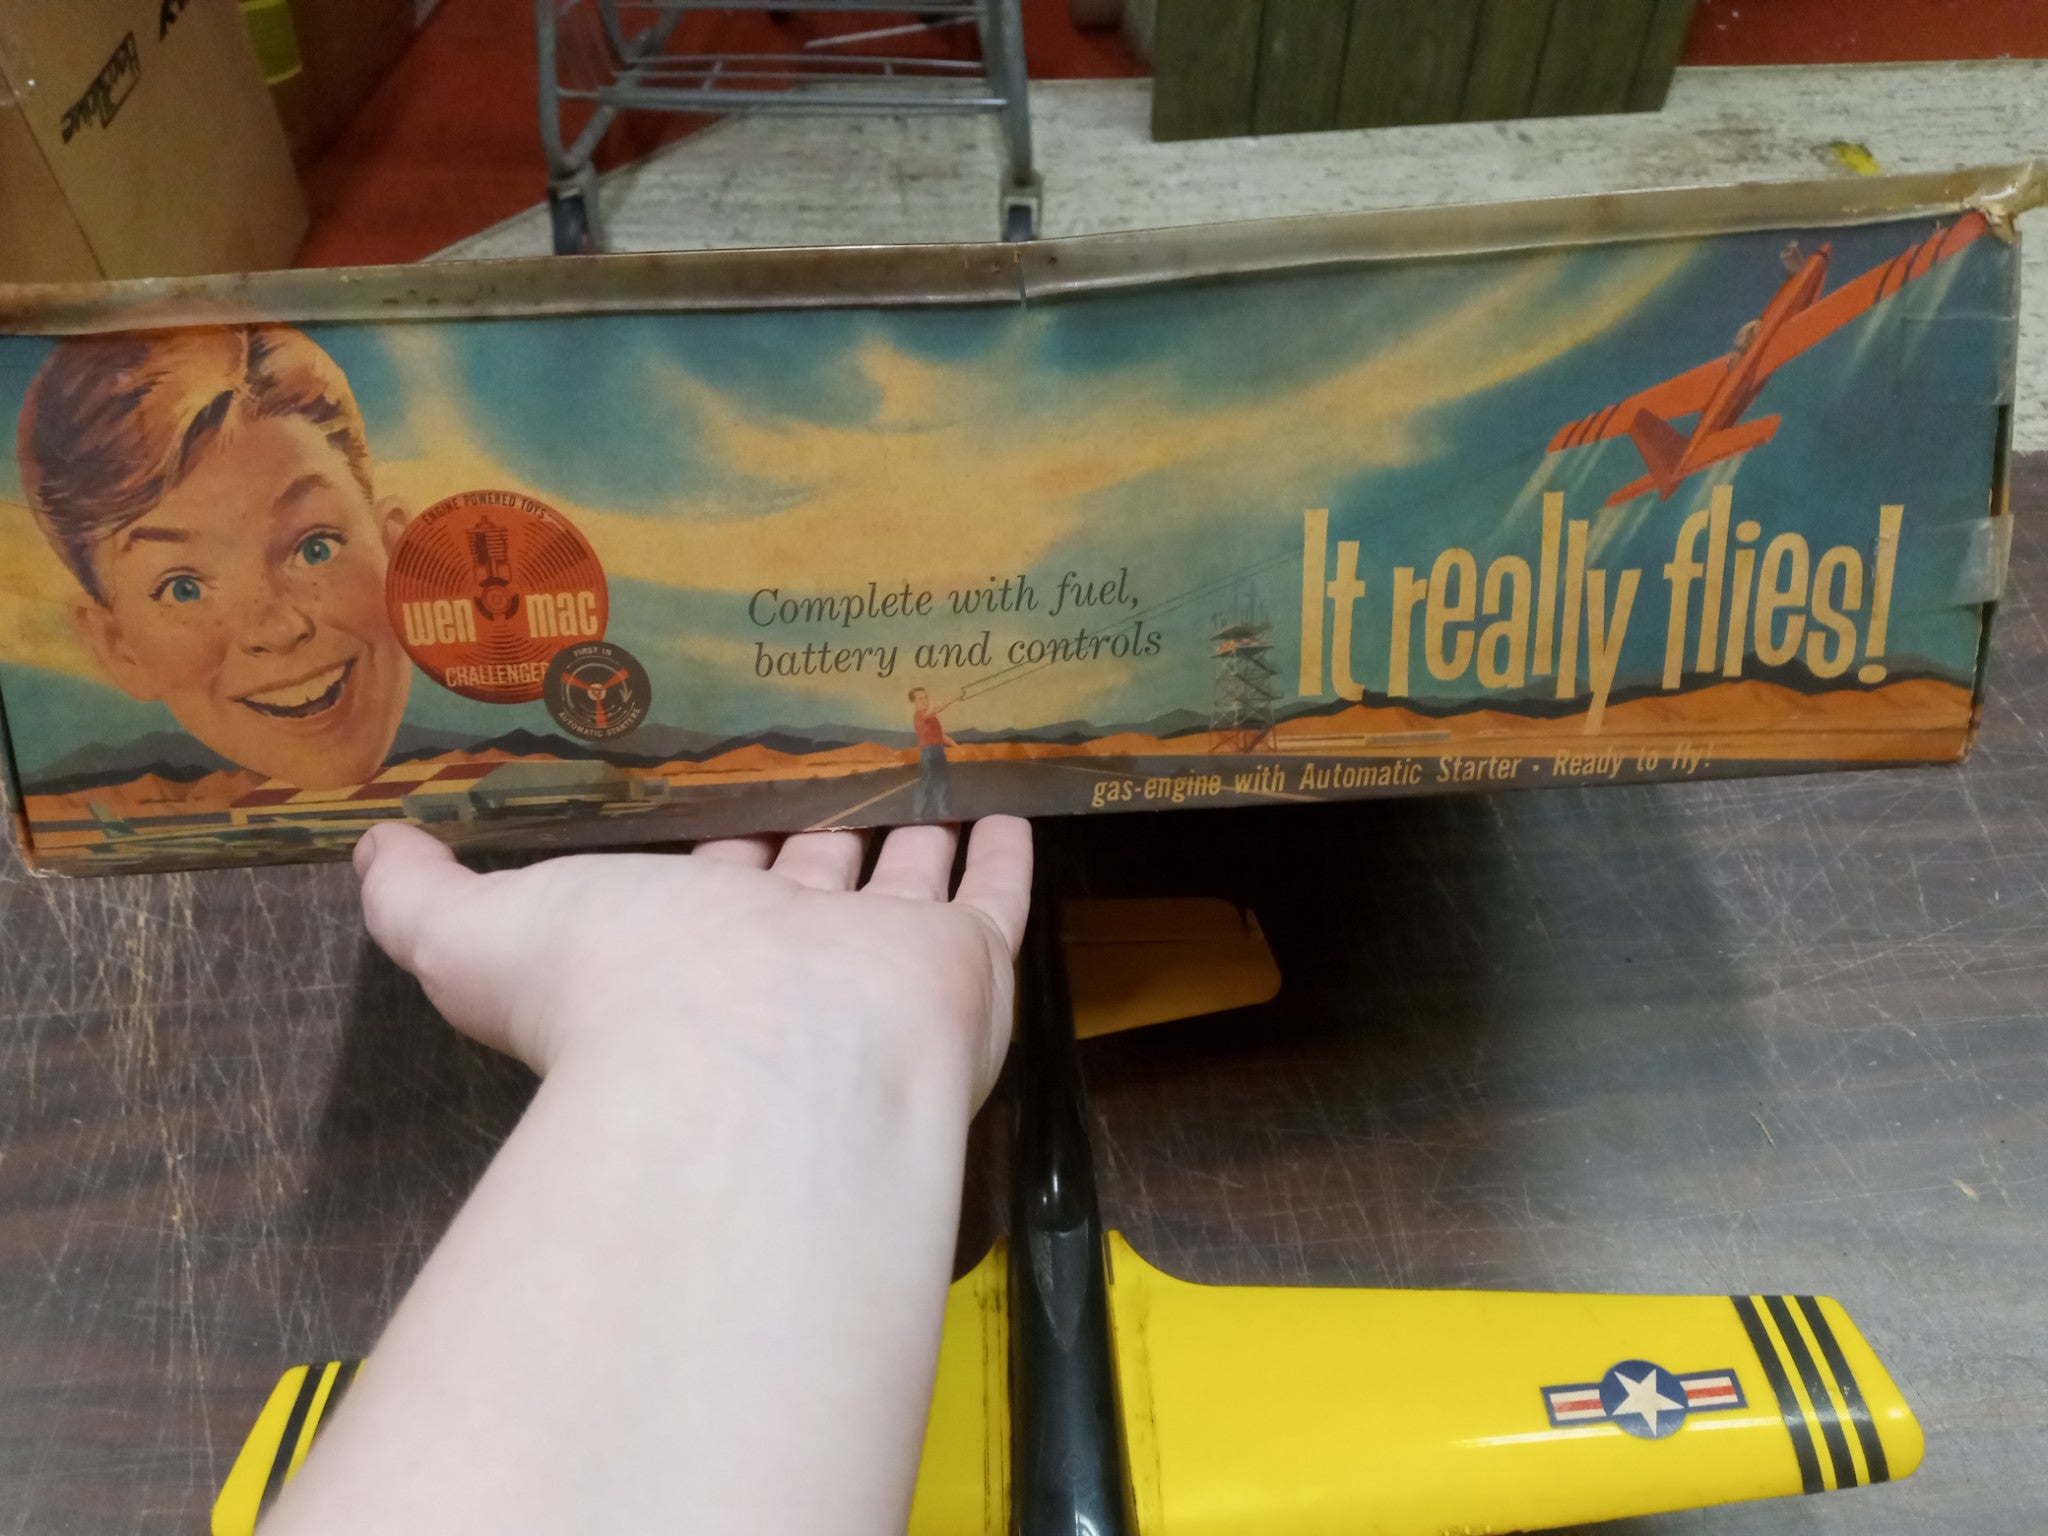 ENGINE POWERED TOYS
wen mac
CHALLENGER
FIRST IN
AUTOMATIC STARTERS
Complete with fuel,
battery and controls
It really flies!
gas-engine with Automatic Starter · Ready to fly!